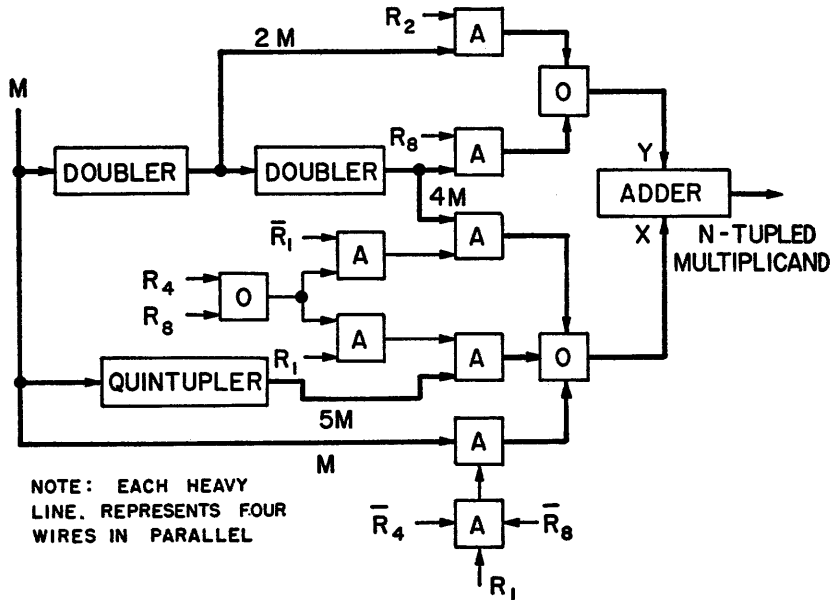 R₂
A
2M
M
O
R₈
A
Y
DOUBLER
DOUBLER
ADDER
4M
R̅₁
A
A
X
N-TUPLED
MULTIPLICAND
R₄
O
R₈
A
R₁
A
O
QUINTUPLER
5M
A
M
NOTE: EACH HEAVY
LINE. REPRESENTS FOUR
WIRES IN PARALLEL
R̅₄
A
R̅₈
R₁